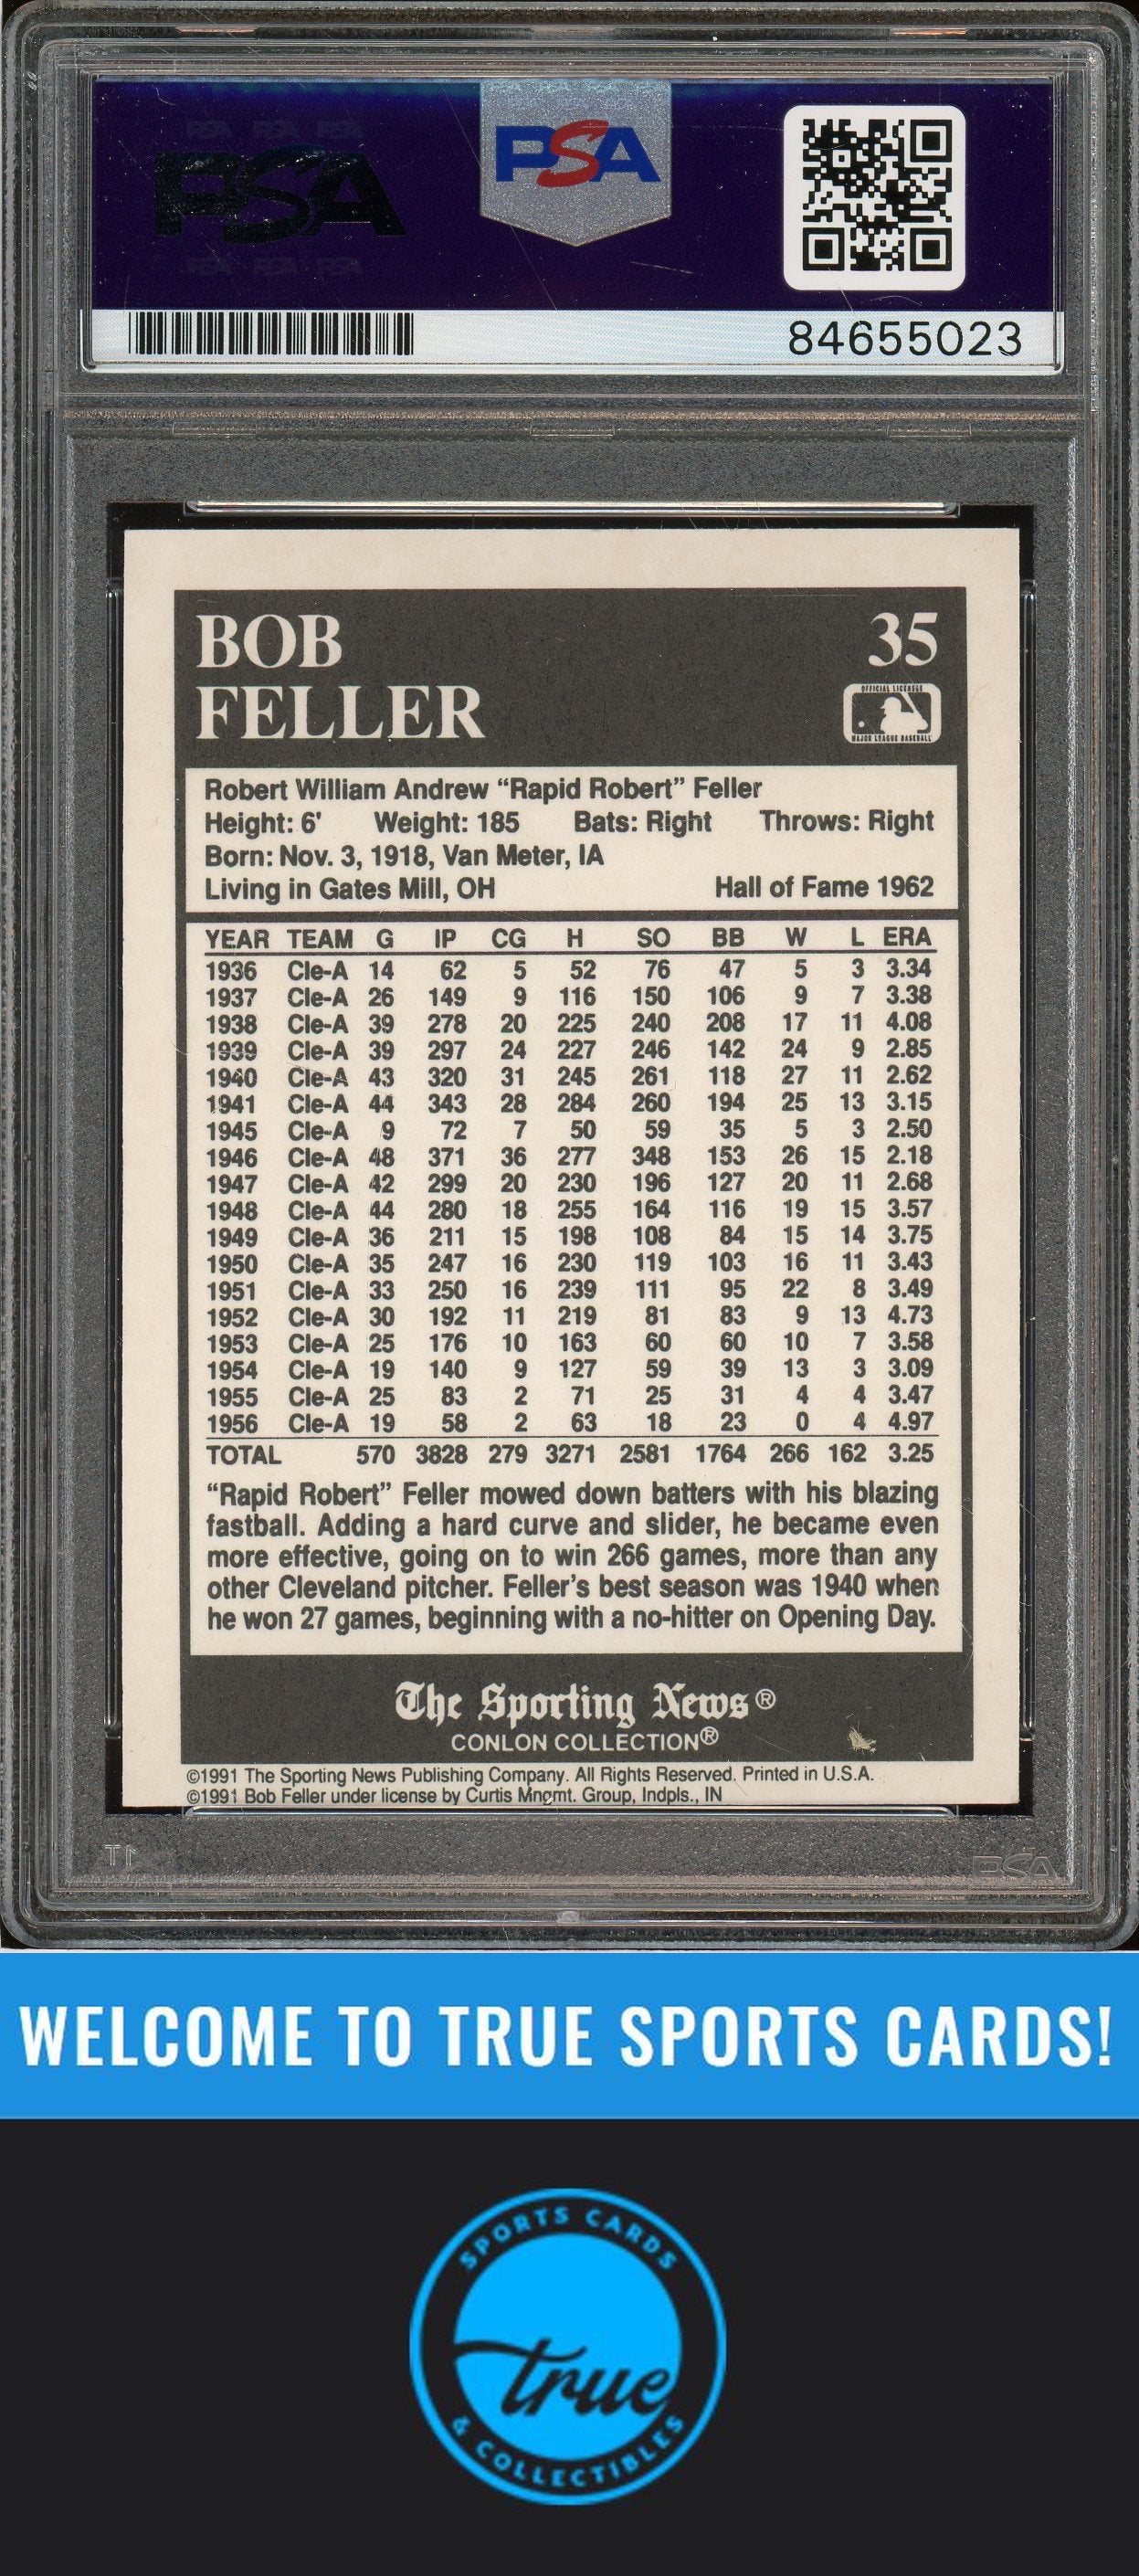 PSA PSA PSA
PSA
PSA PSA PSA
PSA
84655023
BOB
FELLER
35
OFFICIAL LICENSEE
MAJOR LEAGUE BASEBALL
Robert William Andrew “Rapid Robert” Feller
Height: 6' Weight: 185 Bats: Right Throws: Right
Born: Nov. 3, 1918, Van Meter, IA
Living in Gates Mill, OH Hall of Fame 1962
YEAR TEAM G IP CG H SO BB W L ERA
1936 Cle-A 14 62 5 52 76 47 5 3 3.34
1937 Cle-A 26 149 9 116 150 106 9 7 3.38
1938 Cle-A 39 278 20 225 240 208 17 11 4.08
1939 Cle-A 39 297 24 227 246 142 24 9 2.85
1940 Cle-A 43 320 31 245 261 118 27 11 2.62
1941 Cle-A 44 343 28 284 260 194 25 13 3.15
1945 Cle-A 9 72 7 50 59 35 5 3 2.50
1946 Cle-A 48 371 36 277 348 153 26 15 2.18
1947 Cle-A 42 299 20 230 196 127 20 11 2.68
1948 Cle-A 44 280 18 255 164 116 19 15 3.57
1949 Cle-A 36 211 15 198 108 84 15 14 3.75
1950 Cle-A 35 247 16 230 119 103 16 11 3.43
1951 Cle-A 33 250 16 239 111 95 22 8 3.49
1952 Cle-A 30 192 11 219 81 83 9 13 4.73
1953 Cle-A 25 176 10 163 60 60 10 7 3.58
1954 Cle-A 19 140 9 127 59 39 13 3 3.09
1955 Cle-A 25 83 2 71 25 31 4 4 3.47
1956 Cle-A 19 58 2 63 18 23 0 4 4.97
TOTAL 570 3828 279 3271 2581 1764 266 162 3.25
“Rapid Robert” Feller mowed down batters with his blazing
fastball. Adding a hard curve and slider, he became even
more effective, going on to win 266 games, more than any
other Cleveland pitcher. Feller's best season was 1940 when
he won 27 games, beginning with a no-hitter on Opening Day.
The Sporting News®
CONLON COLLECTION®
©1991 The Sporting News Publishing Company. All Rights Reserved. Printed in U.S.A.
©1991 Bob Feller under license by Curtis Mngmt. Group, Indpls., IN
PSA
WELCOME TO TRUE SPORTS CARDS!
SPORTS CARDS
true
& COLLECTIBLES